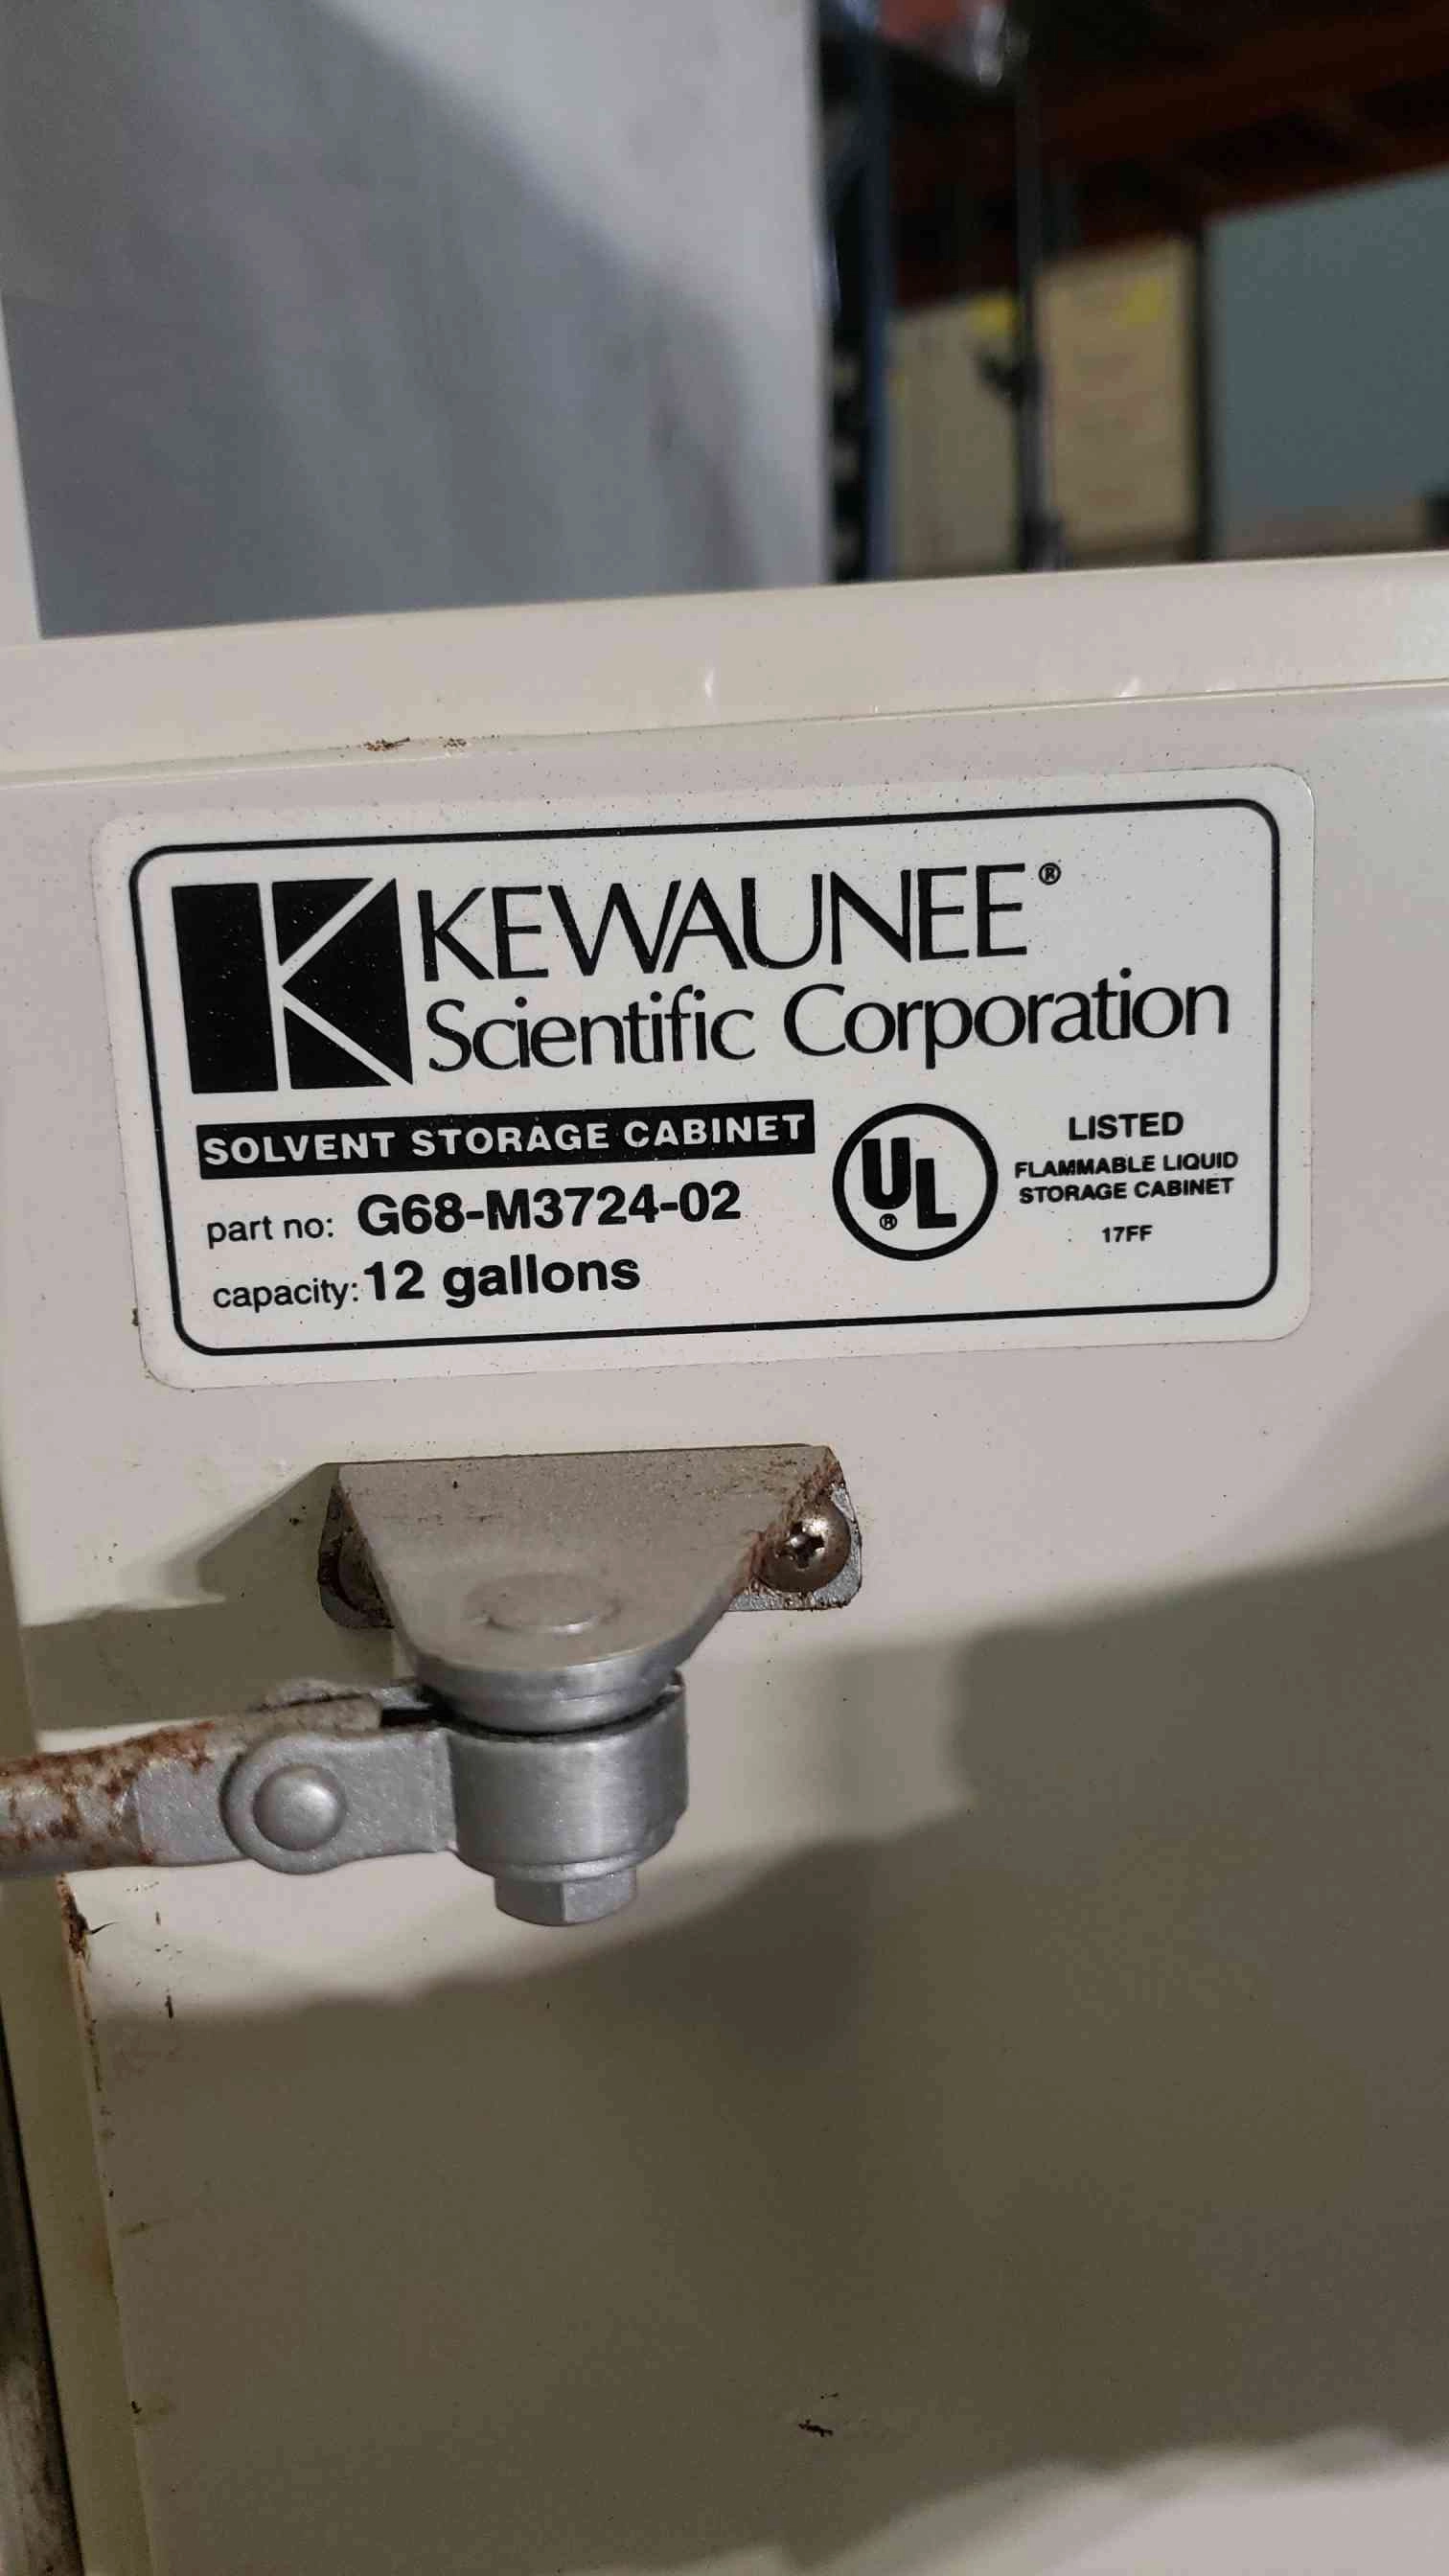 KEWAUNEE®
Scientific Corporation
SOLVENT STORAGE CABINET
part no: G68-M3724-02
capacity: 12 gallons
UL®
LISTED
FLAMMABLE LIQUID
STORAGE CABINET
17FF